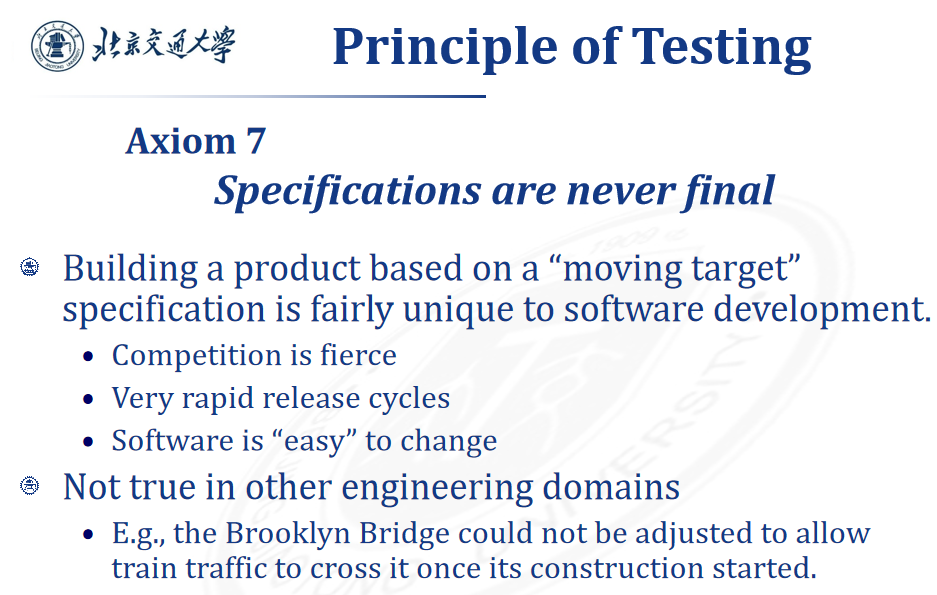 北京交通大学
Principle of Testing
Axiom 7
Specifications are never final
Building a product based on a “moving target”
specification is fairly unique to software development.
• Competition is fierce
• Very rapid release cycles
• Software is “easy” to change
Not true in other engineering domains
• E.g., the Brooklyn Bridge could not be adjusted to allow
train traffic to cross it once its construction started.